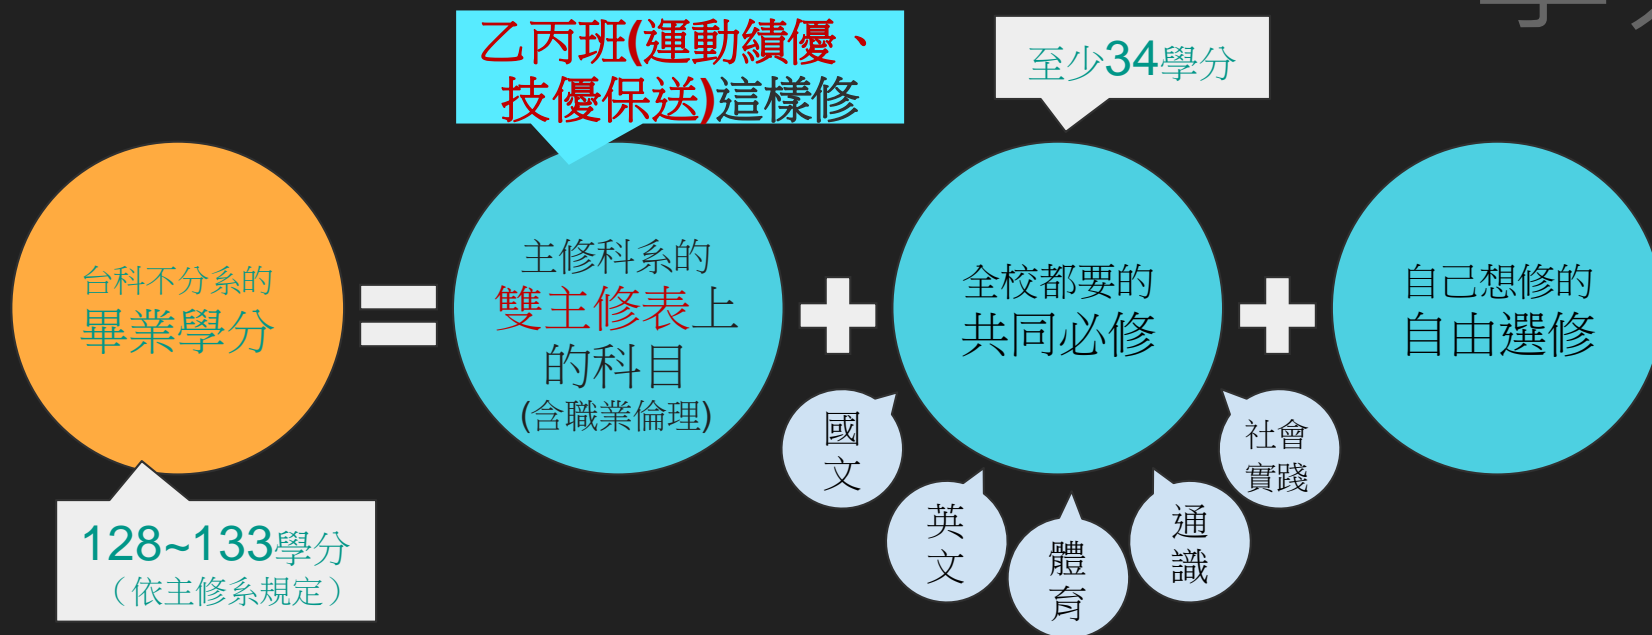 乙丙班(運動績優、
技優保送)這樣修
至少34學分
台科不分系的
畢業學分
主修科系的
雙主修表上
的科目
(含職業倫理)
全校都要的
共同必修
自己想修的
自由選修
128~133學分
（依主修系規定）
國
文
英
文
體
育
通
識
社會
實踐